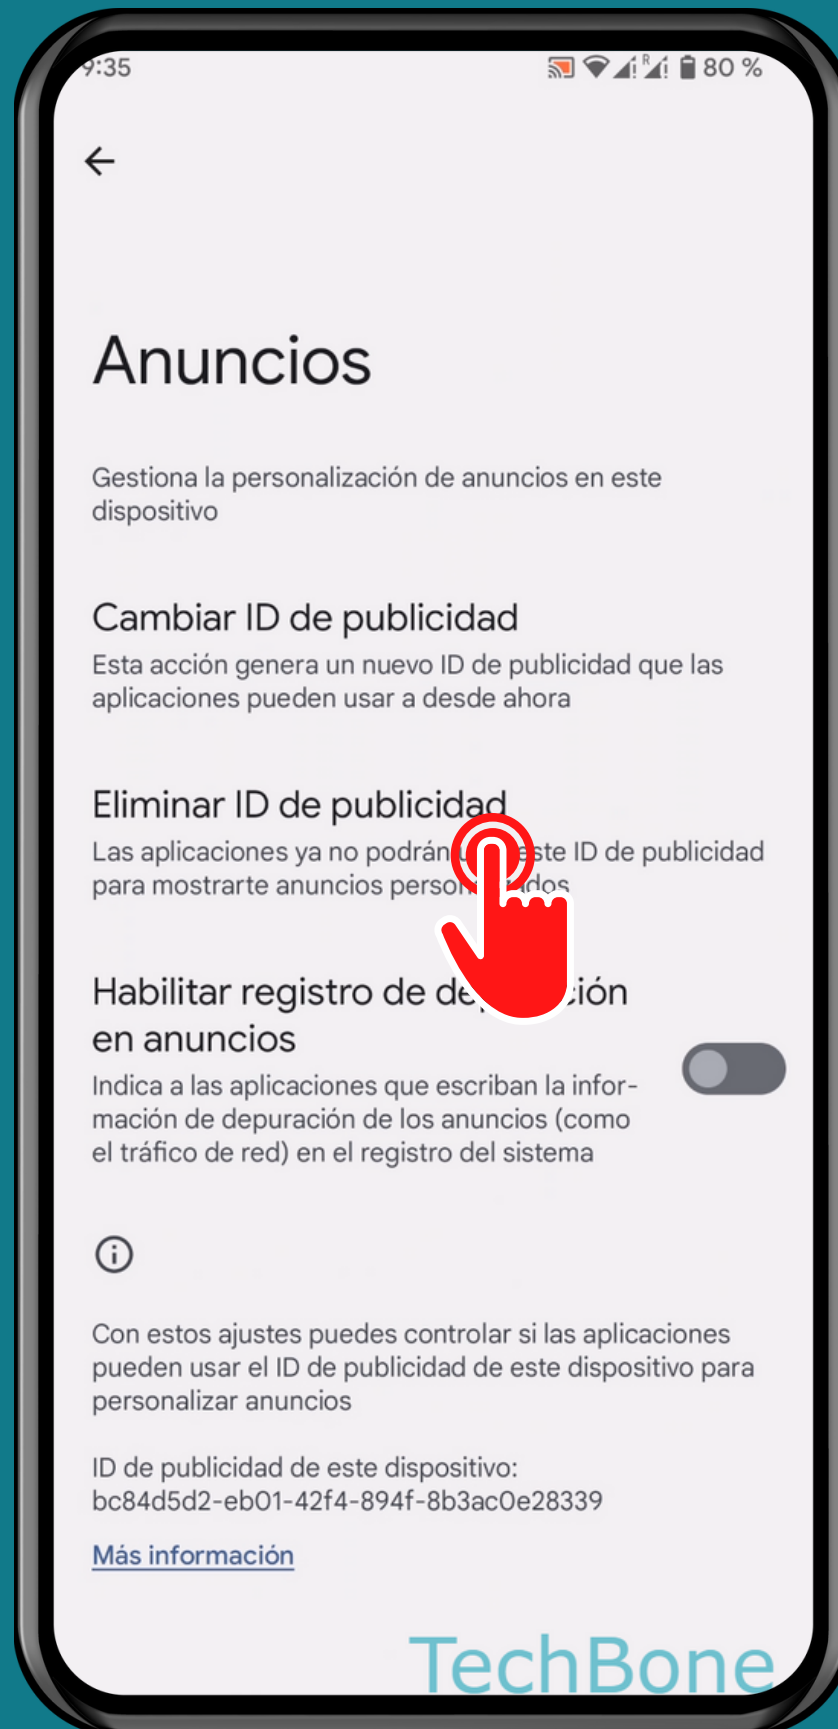 9:35
R
80 %
Anuncios
Gestiona la personalización de anuncios en este
dispositivo
Cambiar ID de publicidad
Esta acción genera un nuevo ID de publicidad que las
aplicaciones pueden usar a desde ahora
Eliminar ID de publicidad
Las aplicaciones ya no podrán este ID de publicidad
para mostrarte anuncios
Habilitar registro de
en anuncios
Indica a las aplicaciones que escriban la infor-
mación de depuración de los anuncios (como
el tráfico de red) en el registro del sistema
Con estos ajustes puedes controlar si las aplicaciones
pueden usar el ID de publicidad de este dispositivo para
personalizar anuncios
ID de publicidad de este dispositivo:
bc84d5d2-eb01-42f4-894f-8b3ac0e28339
Más información
TechBone